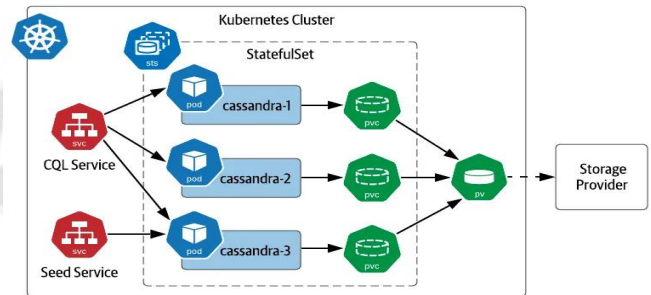 Kubernetes Cluster
StatefulSet
sts
pod
cassandra-1
pvc
svc
CQL Service
pod
cassandra-2
pvc
pv
Storage
Provider
svc
Seed Service
pod
cassandra-3
pvc